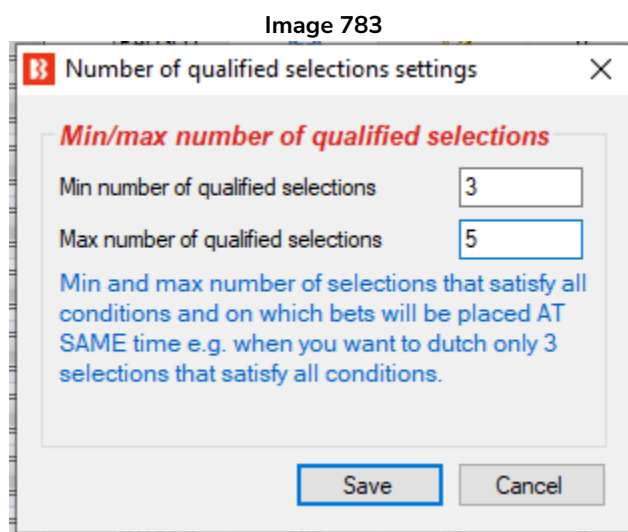 Image 783
Number of qualified selections settings
Min/max number of qualified selections
Min number of qualified selections 3
Max number of qualified selections 5
Min and max number of selections that satisfy all
conditions and on which bets will be placed AT
SAME time e.g. when you want to dutch only 3
selections that satisfy all conditions.
Save Cancel